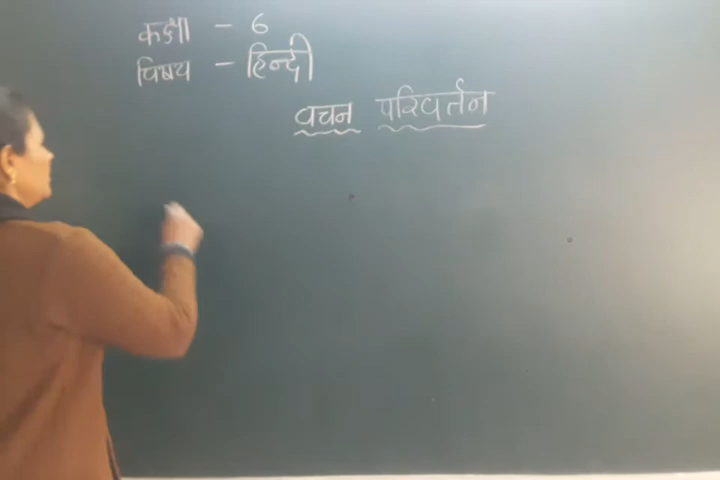 कक्षा - 6
विषय - हिन्दी
वचन परिवर्तन